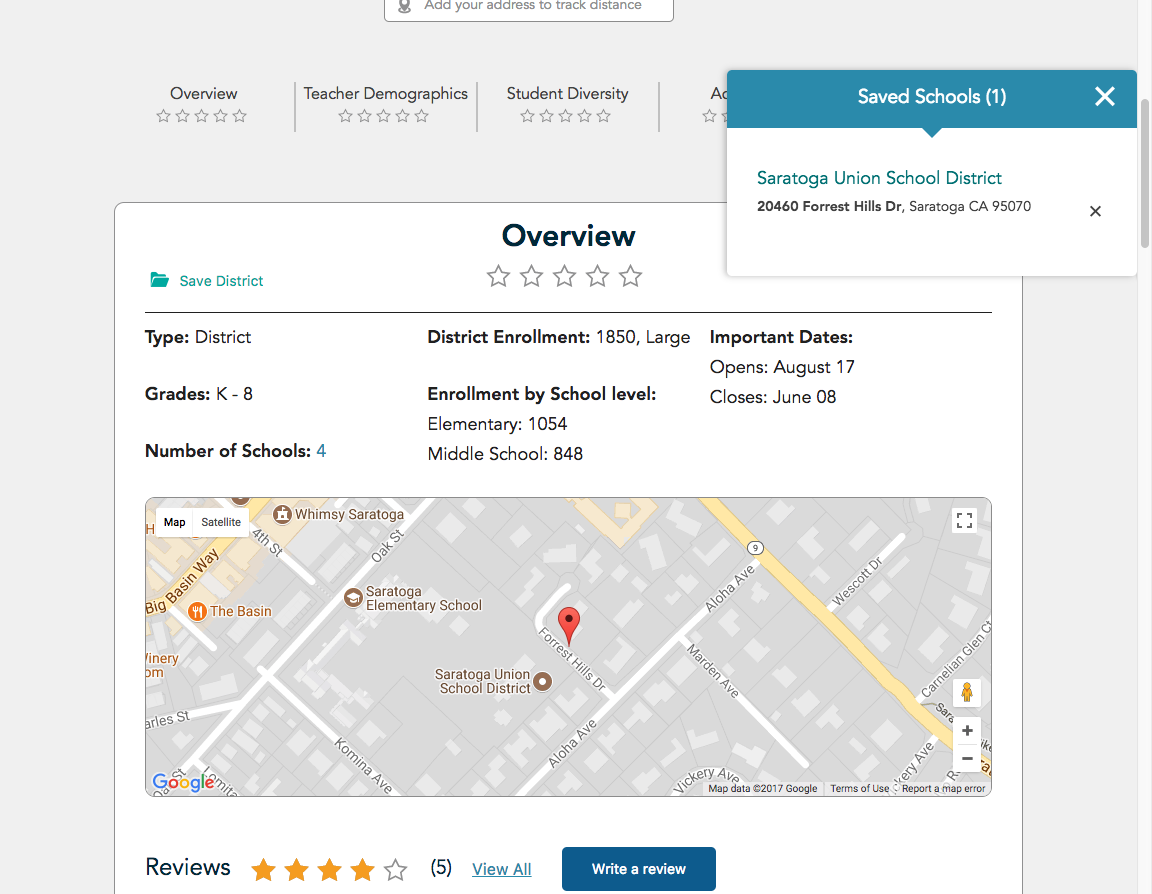 Add your address to track distance
Overview
Teacher Demographics
Student Diversity
Ac
Saved Schools (1)
Saratoga Union School District
20460 Forrest Hills Dr, Saratoga CA 95070
Overview
Save District
Type: District
District Enrollment: 1850, Large
Important Dates:
Opens: August 17
Grades: K - 8
Enrollment by School level:
Closes: June 08
Elementary: 1054
Number of Schools: 4
Middle School: 848
Map
Satellite
Whimsy Saratoga
4th St
Oak St
9
Big Basin Way
Saratoga
Elementary School
The Basin
Aloha Ave
Wescott Dr
Forrest Hills Dr
Marden Ave
Carnelian Glen Ct
Saratoga Union
School District
Komina Ave
Aloha Ave
Vickery Ave
Google
Map data ©2017 Google
Terms of Use
Report a map error
Reviews
(5)
View All
Write a review